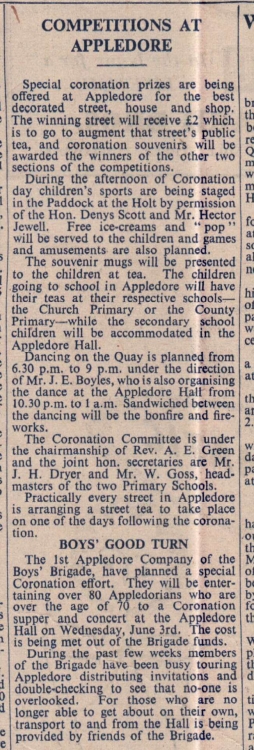 COMPETITIONS AT
APPLEDORE
Special coronation prizes are being
offered at Appledore for the best
decorated street, house and shop.
The winning street will receive £2 which
is to go to augment that street's public
tea, and coronation souvenirs will be
awarded the winners of the other two
sections of the competitions.
During the afternoon of Coronation
day children's sports are being staged
in the Paddock at the Holt by permission
of the Hon. Denys Scott and Mr. Hector
Jewell. Free ice-creams and "pop"
will be served to the children and games
and amusements are also planned.
The souvenir mugs will be presented
to the children at tea. The children
going to school in Appledore will have
their teas at their respective schools—
the Church Primary or the County
Primary—while the secondary school
children will be accommodated in the
Appledore Hall.
Dancing on the Quay is planned from
6.30 p.m. to 9 p.m. under the direction
of Mr. J. E. Boyles, who is also organising
the dance at the Appledore Hall from
10.30 p.m. to 1 a.m. Sandwiched between
the dancing will be the bonfire and fire-
works.
The Coronation Committee is under
the chairmanship of Rev. A. E. Green
and the joint hon. secretaries are Mr.
J. H. Dryer and Mr. W. Goss, head-
masters of the two Primary Schools.
Practically every street in Appledore
is arranging a street tea to take place
on one of the days following the corona-
tion.
BOYS' GOOD TURN
The 1st Appledore Company of the
Boys' Brigade, have planned a special
Coronation effort. They will be enter-
taining over 80 Appledorians who are
over the age of 70 to a Coronation
supper and concert at the Appledore
Hall on Wednesday, June 3rd. The cost
is being met out of the Brigade funds.
During the past few weeks members
of the Brigade have been busy touring
Appledore distributing invitations and
double-checking to see that no-one is
overlooked. For those who are no
longer able to get about on their own,
transport to and from the Hall is being
provided by friends of the Brigade.